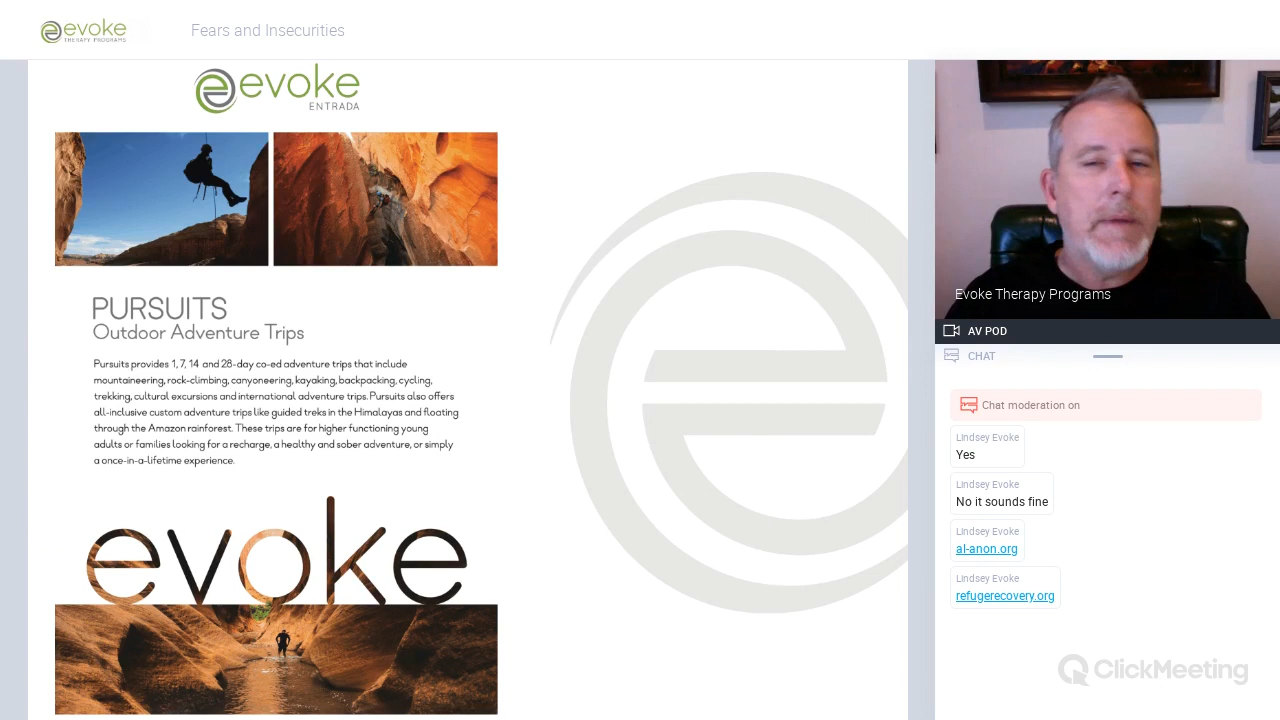 evoke
THERAPY PROGRAMS
Fears and Insecurities
evoke
ENTRADA
PURSUITS
Outdoor Adventure Trips
Pursuits provides 1, 7, 14 and 28-day co-ed adventure trips that include
mountaineering, rock-climbing, canyoneering, kayaking, backpacking, cycling,
trekking, cultural excursions and international adventure trips. Pursuits also offers
all-inclusive custom adventure trips like guided treks in the Himalayas and floating
through the Amazon rainforest. These trips are for higher functioning young
adults or families looking for a recharge, a healthy and sober adventure, or simply
a once-in-a-lifetime experience.
evoke
Evoke Therapy Programs
AV POD
CHAT
Chat moderation on
Lindsey Evoke
Yes
Lindsey Evoke
No it sounds fine
Lindsey Evoke
al-anon.org
Lindsey Evoke
refugerecovery.org
ClickMeeting